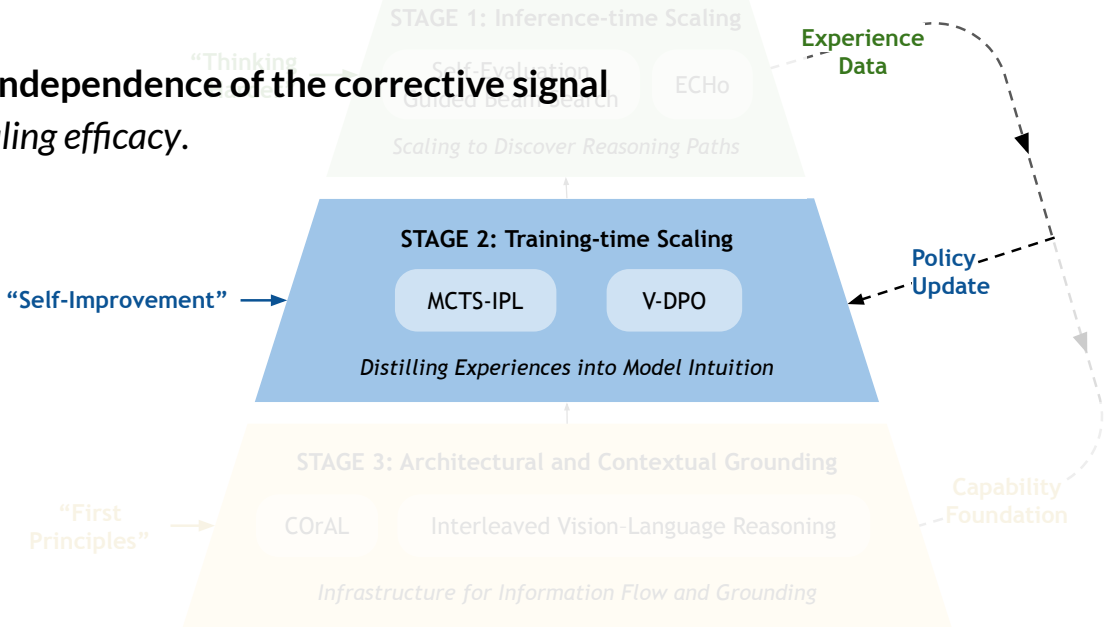 STAGE 1: Inference-time Scaling
Experience
Data
“Thinking
ndependence of the corrective signal
Self-Evaluation
Guided Beam Search
ECHo
ling efficacy.
Scaling to Discover Reasoning Paths
STAGE 2: Training-time Scaling
“Self-Improvement”
MCTS-IPL
V-DPO
Policy
Update
Distilling Experiences into Model Intuition
STAGE 3: Architectural and Contextual Grounding
“First
Principles”
COrAL
Interleaved Vision-Language Reasoning
Capability
Foundation
Infrastructure for Information Flow and Grounding